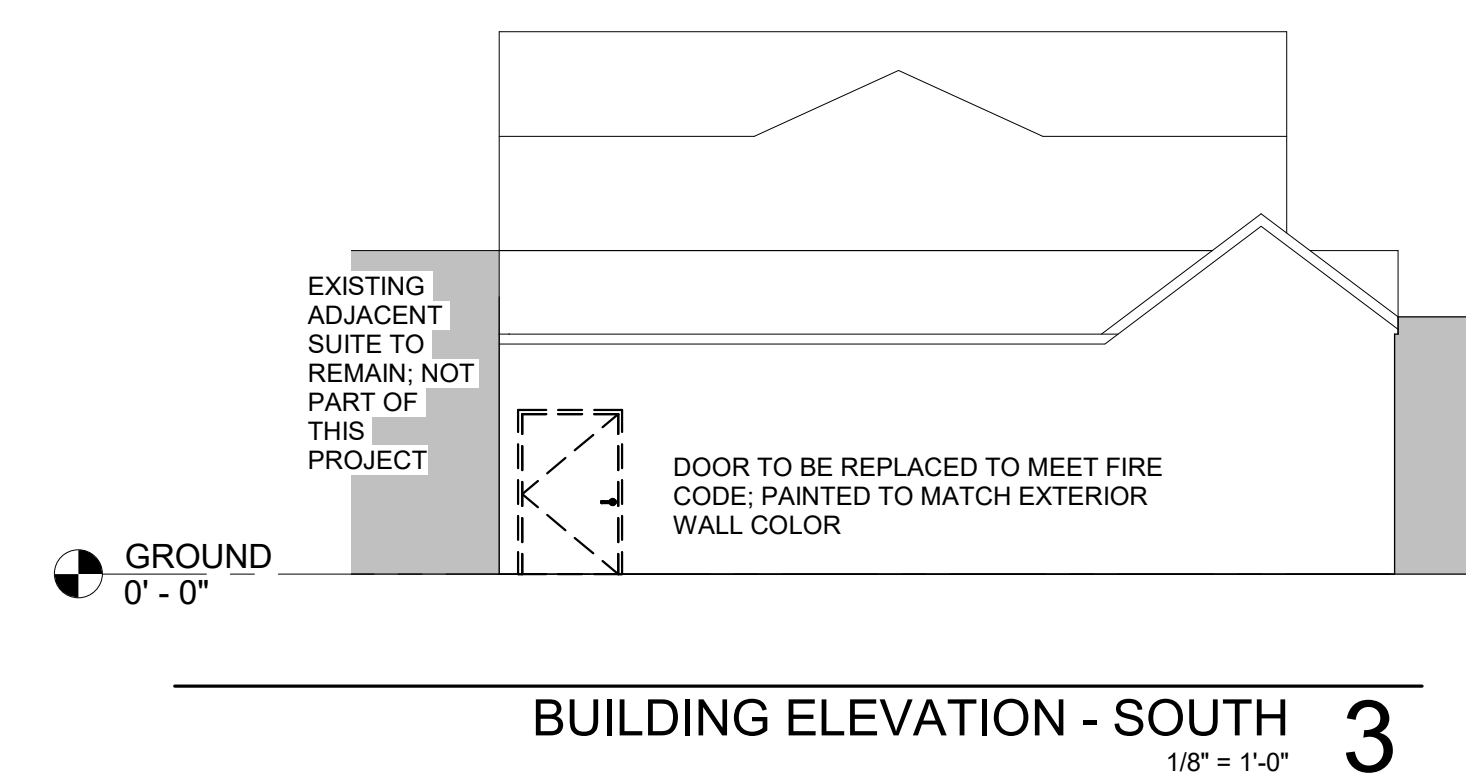 EXISTING
ADJACENT
SUITE TO
REMAIN; NOT
PART OF
THIS
PROJECT
DOOR TO BE REPLACED TO MEET FIRE
CODE; PAINTED TO MATCH EXTERIOR
WALL COLOR
GROUND
0' - 0"
BUILDING ELEVATION - SOUTH
1/8" = 1'-0"
3